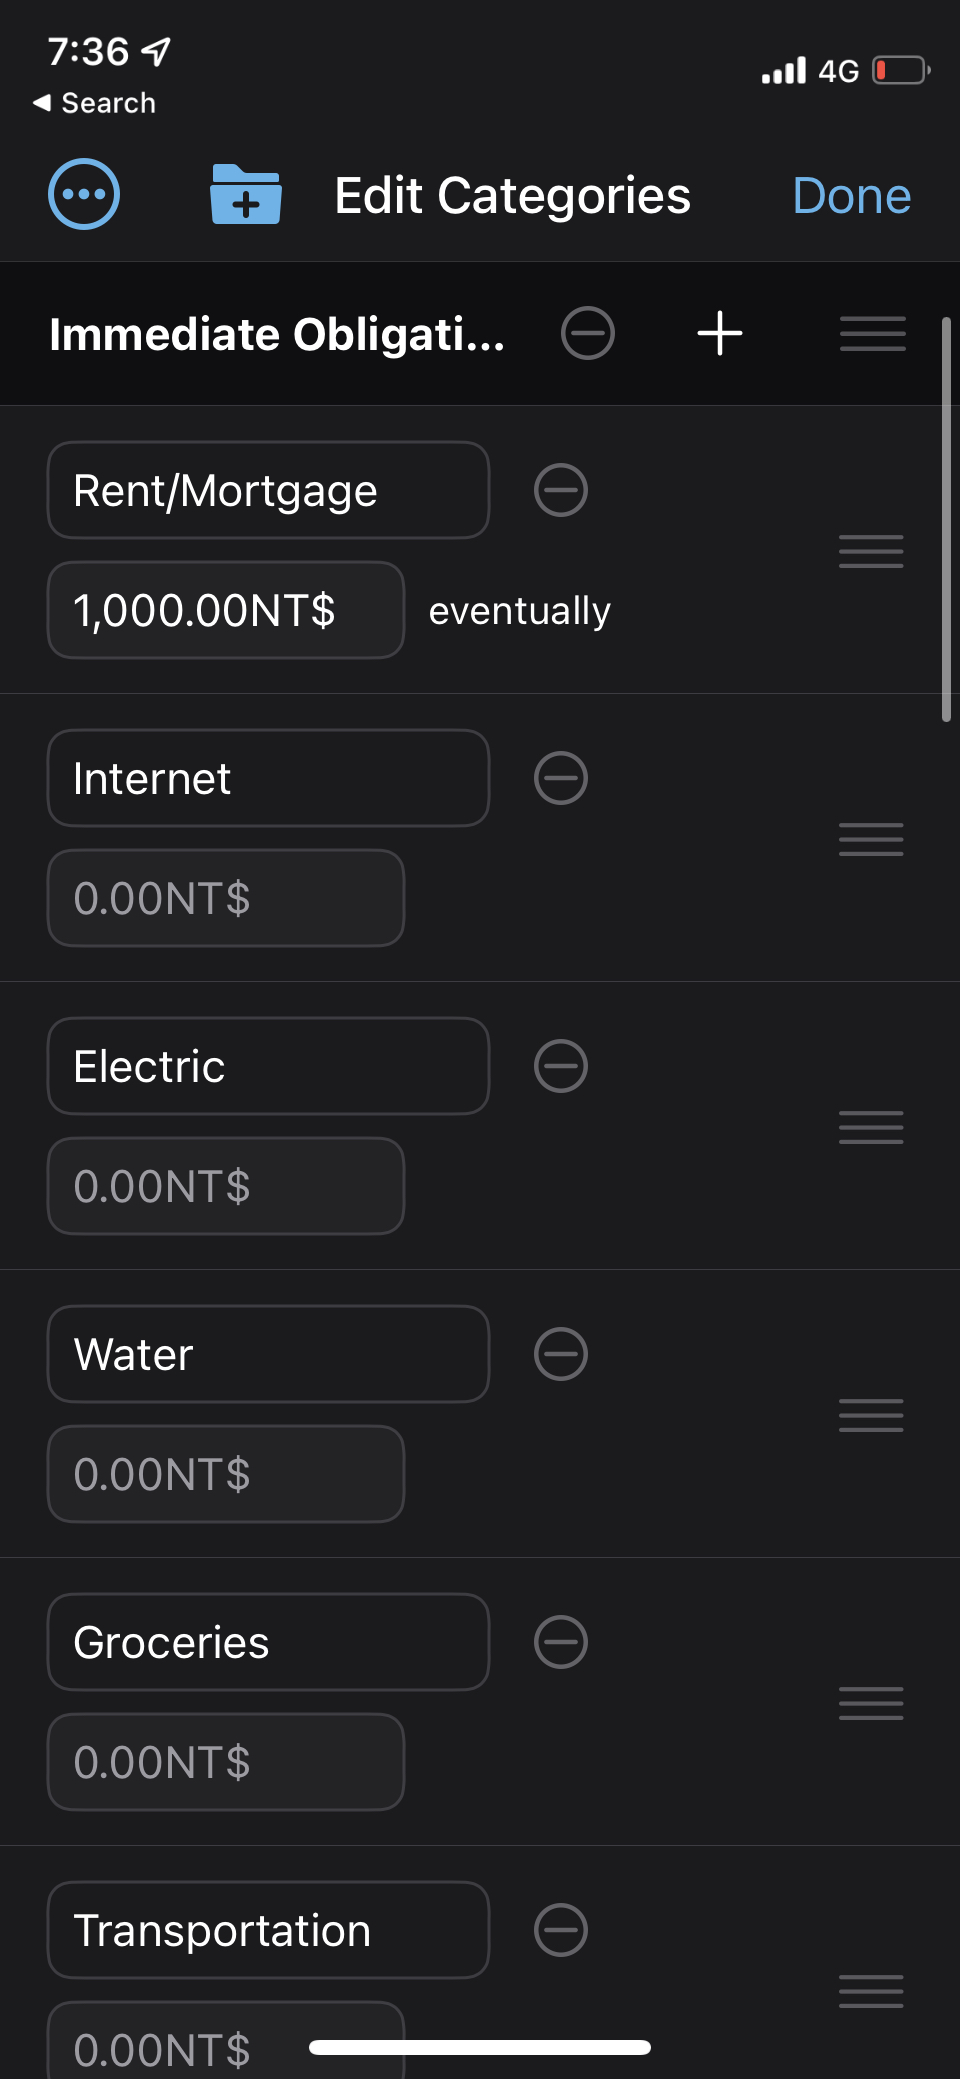 7:36
4G
◀ Search
Edit Categories
Done
Immediate Obligati...
Rent/Mortgage
1,000.00NT$ eventually
Internet
0.00NT$
Electric
0.00NT$
Water
0.00NT$
Groceries
0.00NT$
Transportation
0.00NT$